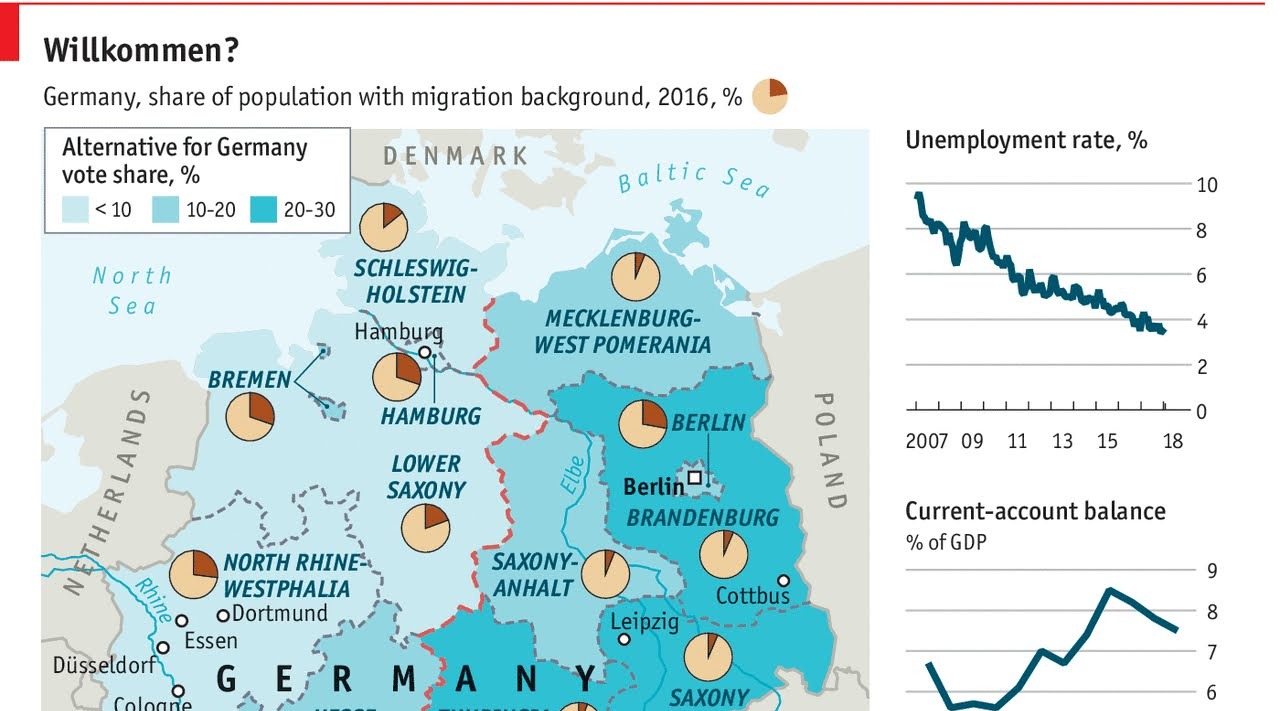 Willkommen?
Germany, share of population with migration background, 2016, %
Alternative for Germany
vote share, %
< 10
10-20
20-30
DENMARK
Baltic Sea
North
Sea
SCHLESWIG-
HOLSTEIN
Hamburg
MECKLENBURG-
WEST POMERANIA
BREMEN
HAMBURG
BERLIN
NETHERLANDS
POLAND
LOWER
SAXONY
Elbe
Berlin
BRANDENBURG
NORTH RHINE-
WESTPHALIA
SAXONY-
ANHALT
Rhine
Cottbus
Dortmund
Essen
Leipzig
Düsseldorf
GERMANY
SAXONY
Cologne
Unemployment rate, %
10
8
6
4
2
0
2007 09 11 13 15 18
Current-account balance
% of GDP
9
8
7
6